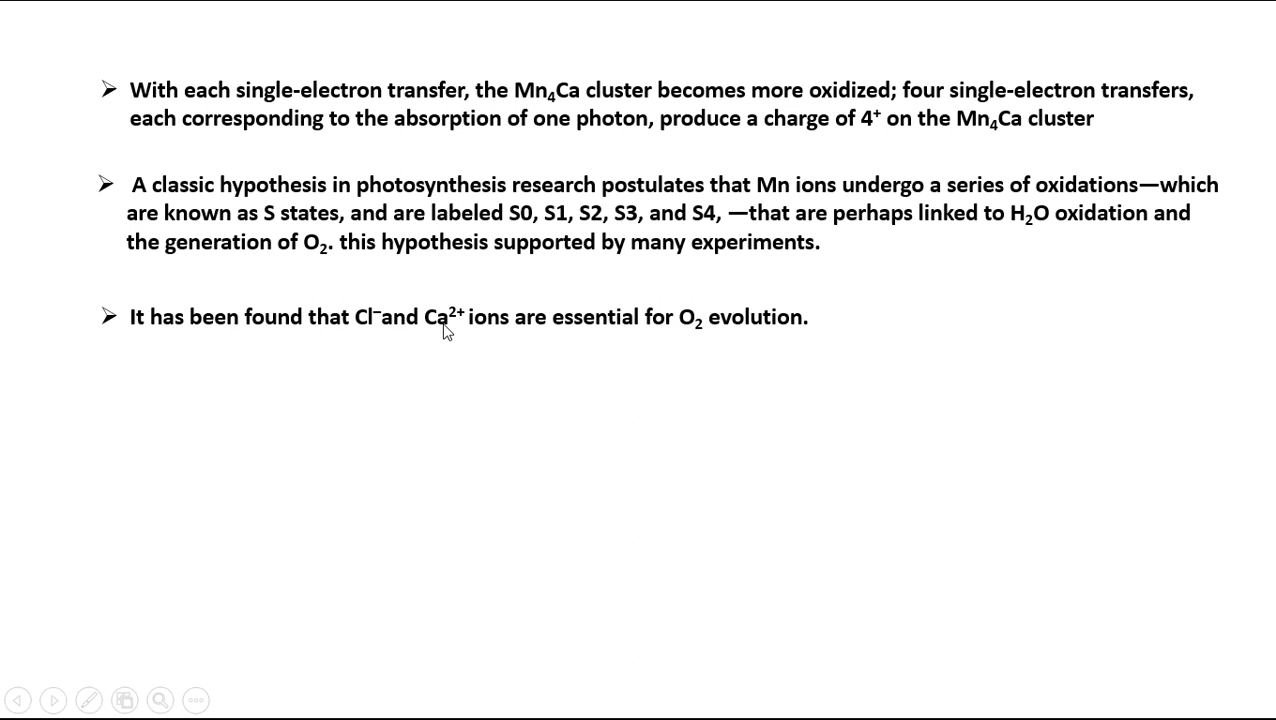 ➢ With each single-electron transfer, the Mn₄Ca cluster becomes more oxidized; four single-electron transfers,
each corresponding to the absorption of one photon, produce a charge of 4⁺ on the Mn₄Ca cluster
➢ A classic hypothesis in photosynthesis research postulates that Mn ions undergo a series of oxidations—which
are known as S states, and are labeled S0, S1, S2, S3, and S4, —that are perhaps linked to H₂O oxidation and
the generation of O₂. this hypothesis supported by many experiments.
➢ It has been found that Cl⁻and Ca²⁺ ions are essential for O₂ evolution.